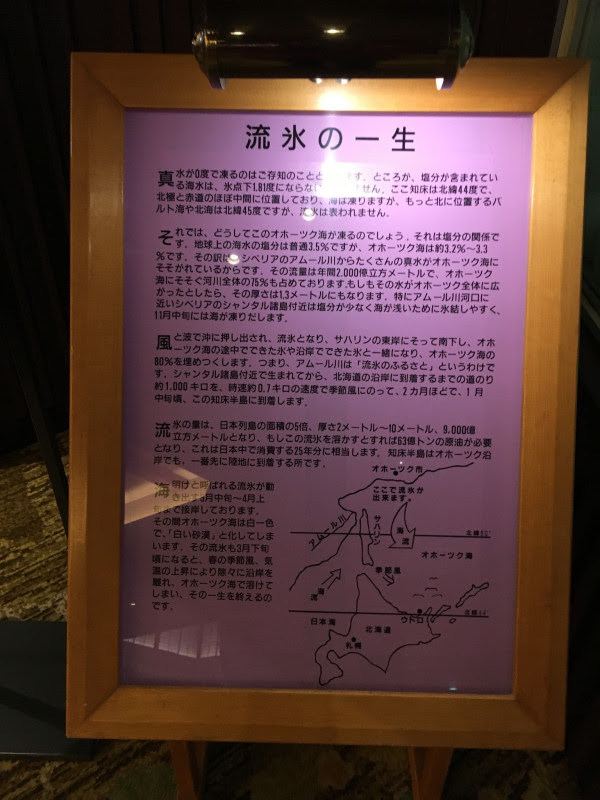 流氷の一生
真水が0度で凍るのはご存知のことと
す。ところが、塩分が含まれてい
る海水は、氷点下1.81度にならない
ません。ここ知床は北緯44度で、
北極と赤道のほぼ中間に位置しており、海は凍りますが、もっと北に位置するバ
ルト海や北海は北緯45度ですが、流氷は表われません。
それでは、どうしてこのオホーツク海が凍るのでしょう。それは塩分の関係で
す。地球上の海水の塩分は普通3.5%ですが、オホーツク海は約3.2%〜3.3
%です。その訳は、シベリアのアムール川からたくさんの真水がオホーツク海に
そそがれているからです。その流量は年間2,000億立方メートルで、オホーツク
海にそそぐ河川全体の75%も占めております。もしもその水がオホーツク全体に広
がったとしたら、その厚さは1.3メートルにもなります。特にアムール川河口に
近いシベリアのシャンタル諸島付近は塩分が少なく海が浅いために氷結しやすく、
11月中旬には海が凍りだします。
風と波で沖に押し出され、流氷となり、サハリンの東岸にそって南下し、オホ
ーツク海の途中でできた氷や沿岸でできた氷と一緒になり、オホーツク海の
80%を埋めつくします。つまり、アムール川は「流氷のふるさと」というわけで
す。シャンタル諸島付近で生まれてから、北海道の沿岸に到着するまでの道のり
約1,000キロを、時速約0.7キロの速度で季節風にのって、2カ月ほどで、1月
中旬頃、この知床半島に到着します。
流氷の量は、日本列島の面積の5倍、厚さ2メートル〜10メートル、9,000億
立方メートルとなり、もしこの流氷を溶かすとすれば63億トンの原油が必要
となり、これは日本中で消費する25年分に相当します。知床半島はオホーツク沿
岸でも、一番先に陸地に到着する所です。
海明けと呼ばれる流氷が動
き出す3月中旬〜4月上
旬まで接岸しております。
その間オホーツク海は白一色
で、「白い砂漠」と化してしま
います。その流氷も3月下旬
頃になると、春の季節風、気
温の上昇により除々に沿岸を
離れ、オホーツク海で溶けて
しまい、その一生を終えるの
です。
オホーツク市
ここで流氷が
出来ます。
アムール川
サハリン
海流
オホーツク海
季節風
海流
日本海
ウトロ
北緯44°
北海道
札幌